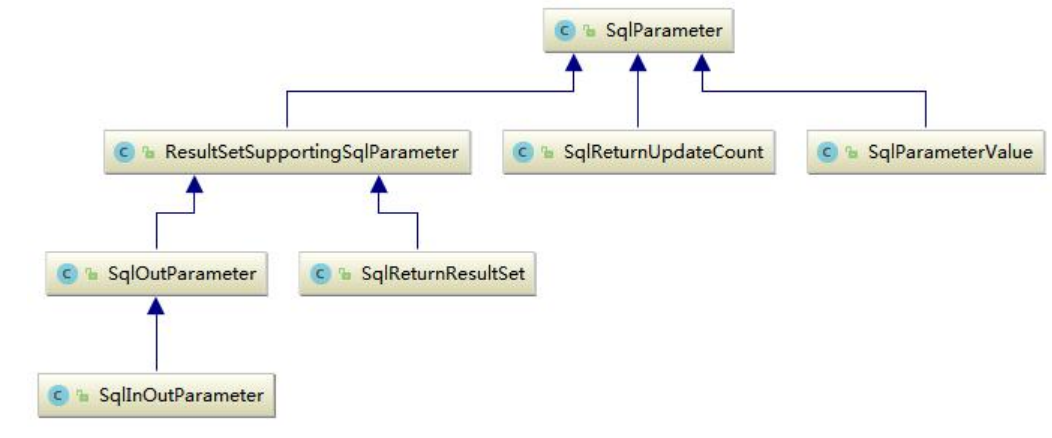 C SqlParameter
C ResultSetSupportingSqlParameter
C SqlReturnUpdateCount
C SqlParameterValue
C SqlOutParameter
C SqlReturnResultSet
C SqlInOutParameter